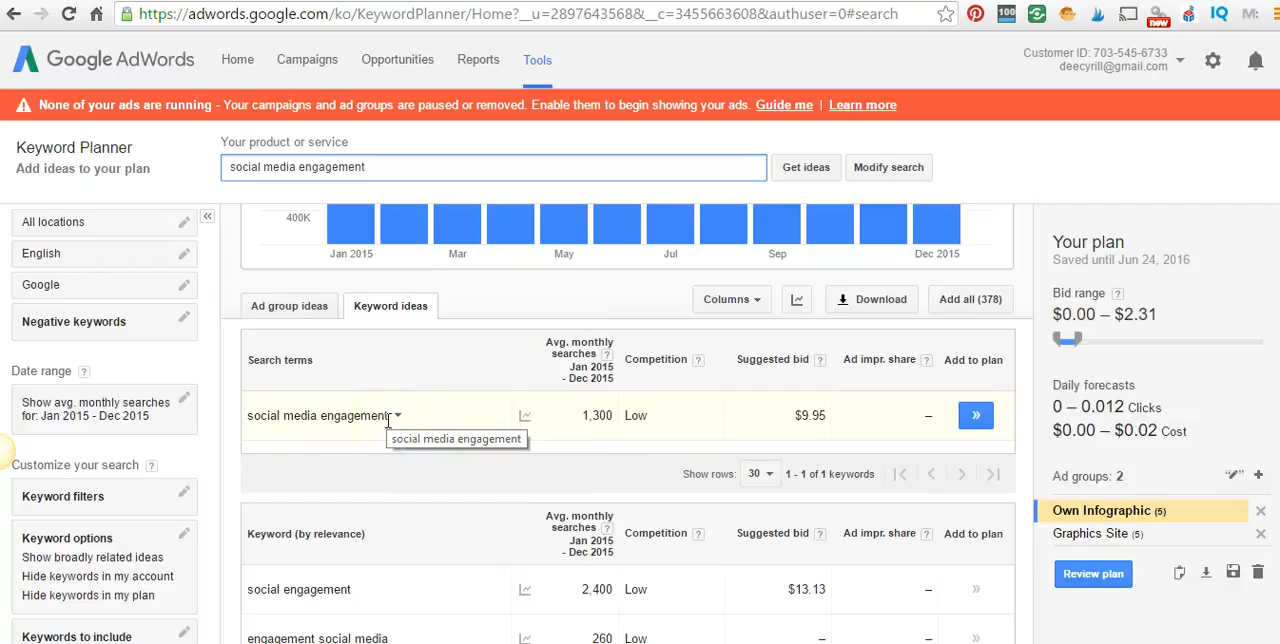 https://adwords.google.com/ko/KeywordPlanner/Home?__u=2897643568&__c=3455663608&authuser=0#search
100
new
IQ
M:
Google AdWords
Home
Campaigns
Opportunities
Reports
Tools
Customer ID: 703-545-6733
deecyrill@gmail.com
None of your ads are running - Your campaigns and ad groups are paused or removed. Enable them to begin showing your ads. Guide me | Learn more
Keyword Planner
Add ideas to your plan
Your product or service
social media engagement
Get ideas
Modify search
All locations
English
Google
Negative keywords
Date range ?
Show avg. monthly searches
for: Jan 2015 - Dec 2015
Customize your search ?
Keyword filters
Keyword options
Show broadly related ideas
Hide keywords in my account
Hide keywords in my plan
Keywords to include
400K
Jan 2015
Mar
May
Jul
Sep
Dec 2015
Ad group ideas
Keyword ideas
Columns
Download
Add all (378)
Search terms
Avg. monthly
searches ?
Jan 2015
- Dec 2015
Competition ?
Suggested bid ?
Ad impr. share ?
Add to plan
social media engagement
1,300
Low
$9.95
–
»
social media engagement
Show rows: 30
1 - 1 of 1 keywords
Keyword (by relevance)
Avg. monthly
searches ?
Jan 2015
- Dec 2015
Competition ?
Suggested bid ?
Ad impr. share ?
Add to plan
social engagement
2,400
Low
$13.13
–
»
engagement social media
260
Low
–
–
»
Your plan
Saved until Jun 24, 2016
Bid range ?
$0.00 – $2.31
Daily forecasts
0 – 0.012 Clicks
$0.00 – $0.02 Cost
Ad groups: 2
Own Infographic (5)
Graphics Site (5)
Review plan